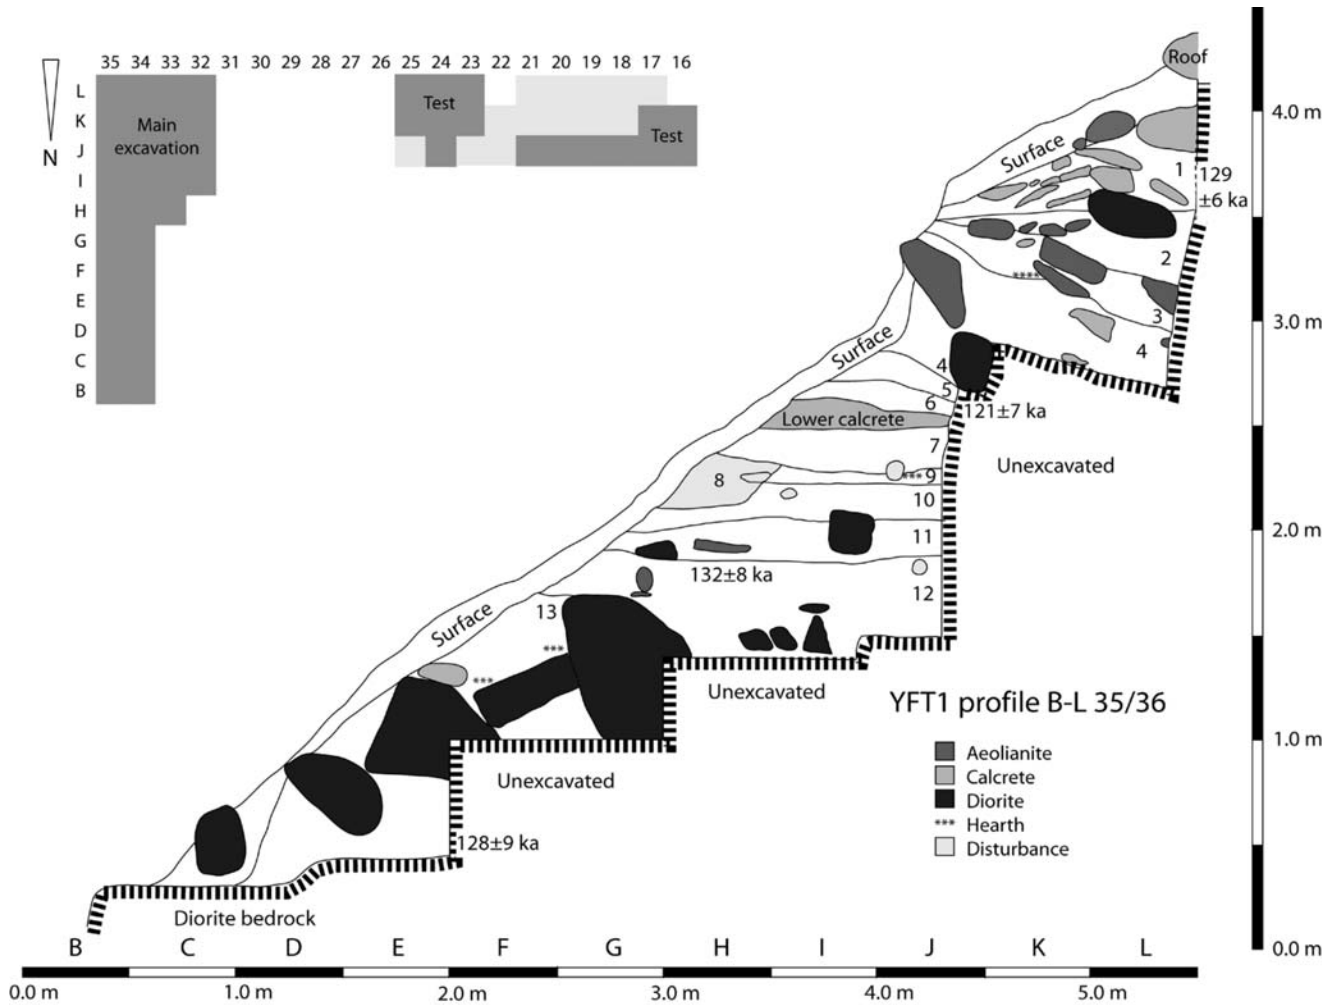 35 34 33 32 31 30 29 28 27 26 25 24 23 22 21 20 19 18 17 16
L
K
J
I
H
G
F
E
D
C
B
N
Main
excavation
Test
Test
Roof
4.0 m
Surface
1
129
±6 ka
2
3
4
3.0 m
Surface
4
5
6
121±7 ka
Lower calcrete
7
Unexcavated
8
***9
10
2.0 m
11
132±8 ka
12
13
Surface
***
***
****
Unexcavated
YFT1 profile B-L 35/36
1.0 m
Aeolianite
Calcrete
Diorite
*** Hearth
Disturbance
Unexcavated
128±9 ka
Diorite bedrock
B C D E F G H I J K L
0.0 m
0.0 m 1.0 m 2.0 m 3.0 m 4.0 m 5.0 m